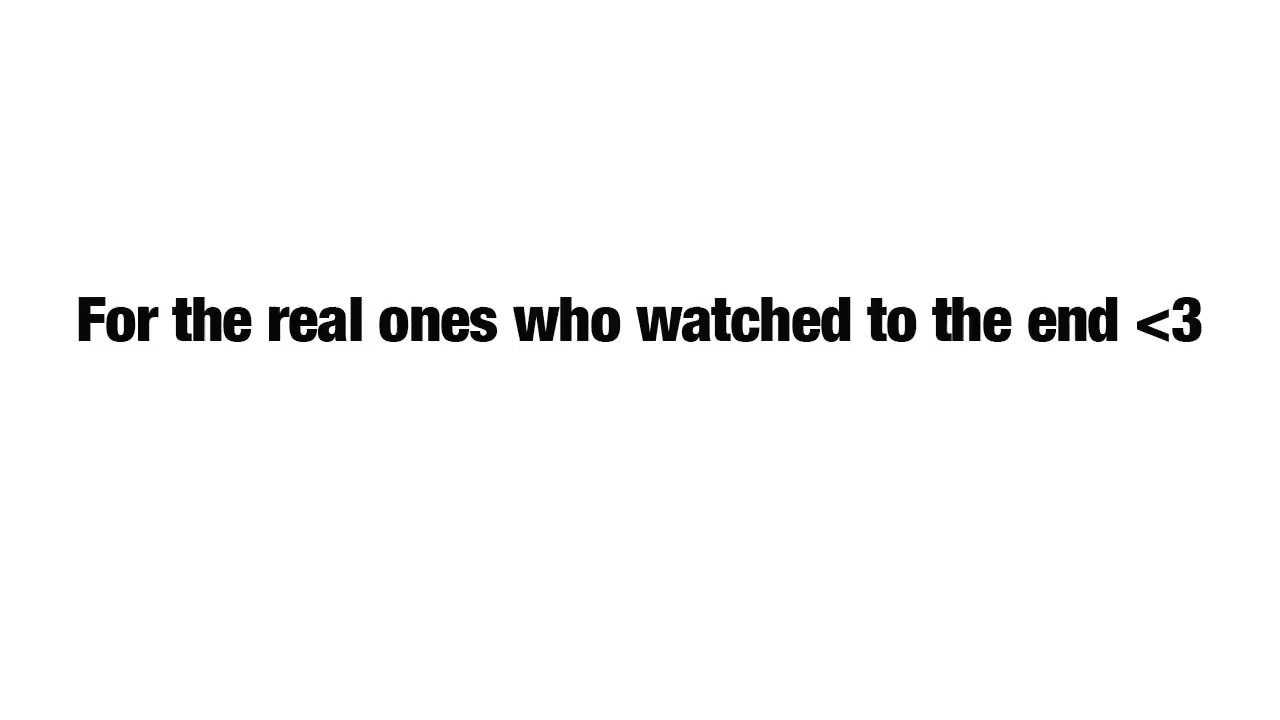 For the real ones who watched to the end <3